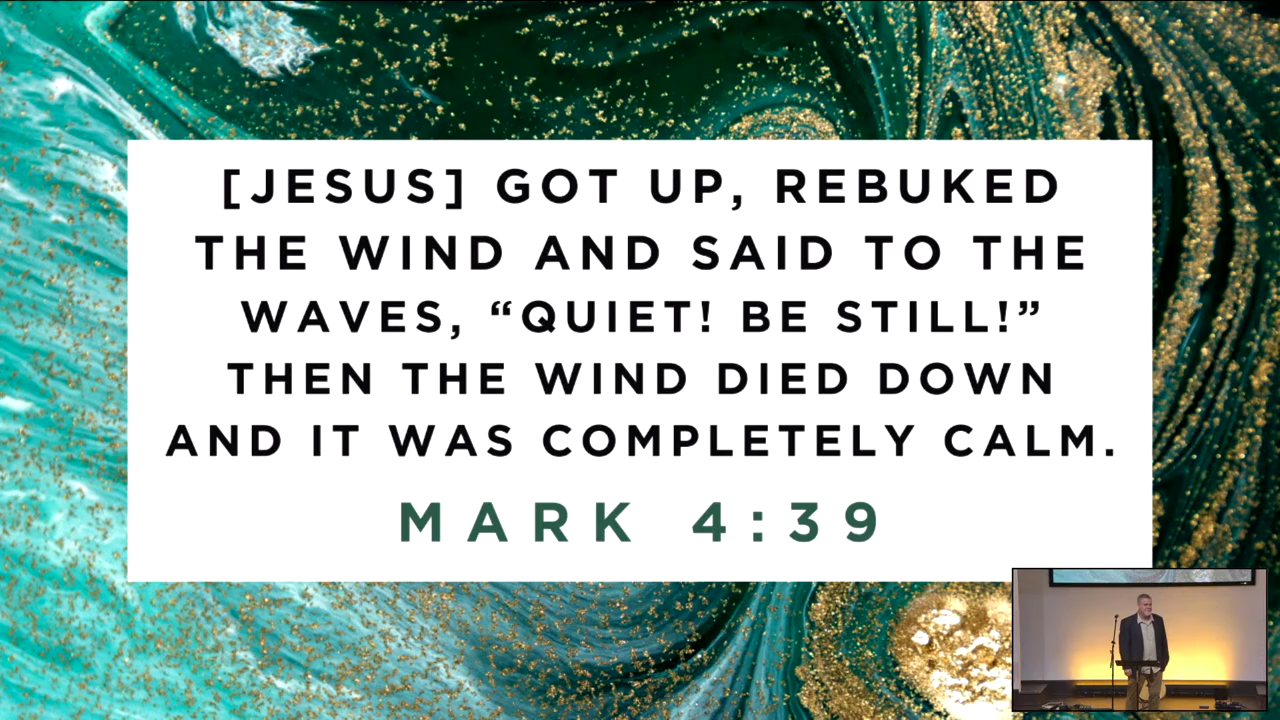 [JESUS] GOT UP, REBUKED
THE WIND AND SAID TO THE
WAVES, “QUIET! BE STILL!”
THEN THE WIND DIED DOWN
AND IT WAS COMPLETELY CALM.
MARK 4:39